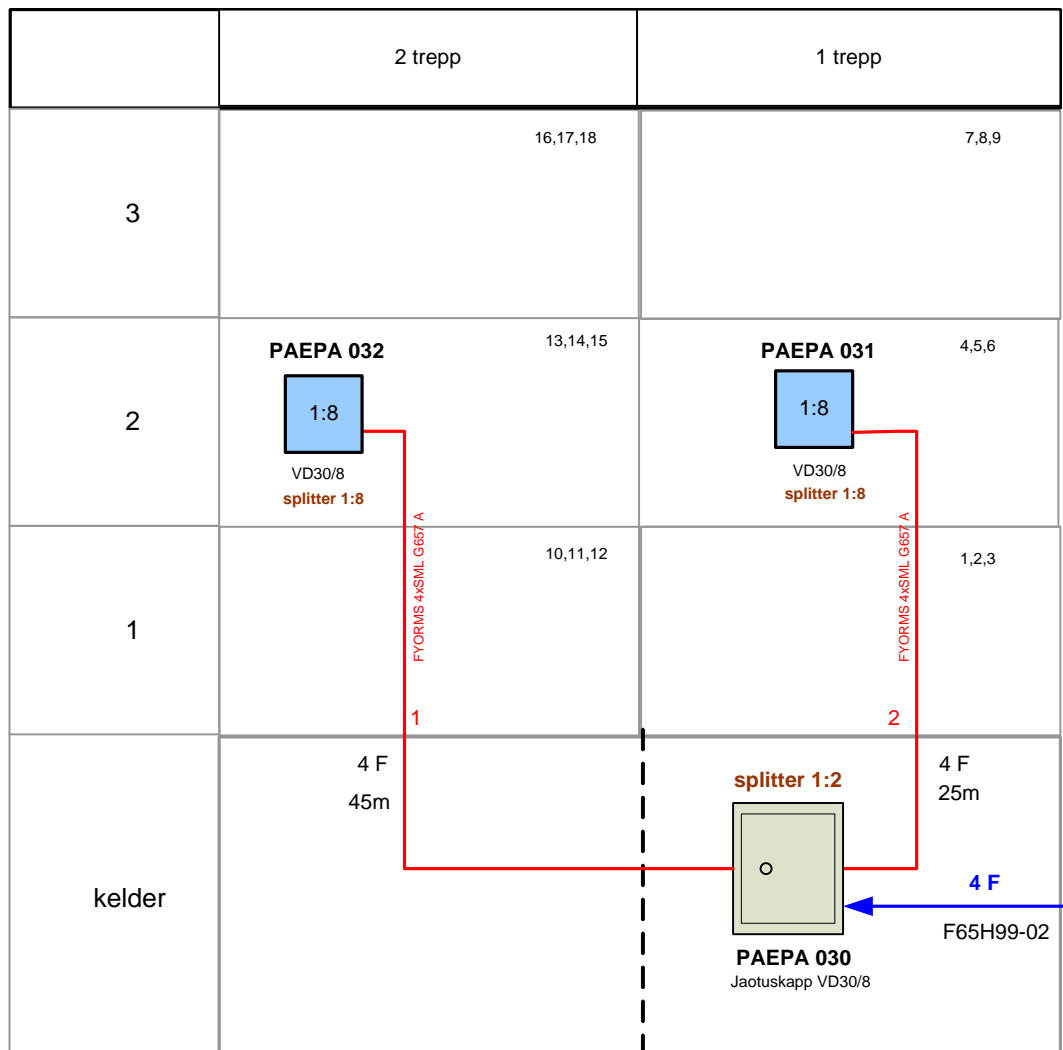 2 trepp
1 trepp
3
16,17,18
7,8,9
2
PAEPA 032
13,14,15
1:8
VD30/8
splitter 1:8
PAEPA 031
4,5,6
1:8
VD30/8
splitter 1:8
FYORMS 4xSML G657 A
FYORMS 4xSML G657 A
1
10,11,12
1,2,3
1
2
kelder
4 F
45m
splitter 1:2
4 F
25m
4 F
F65H99-02
PAEPA 030
Jaotuskapp VD30/8